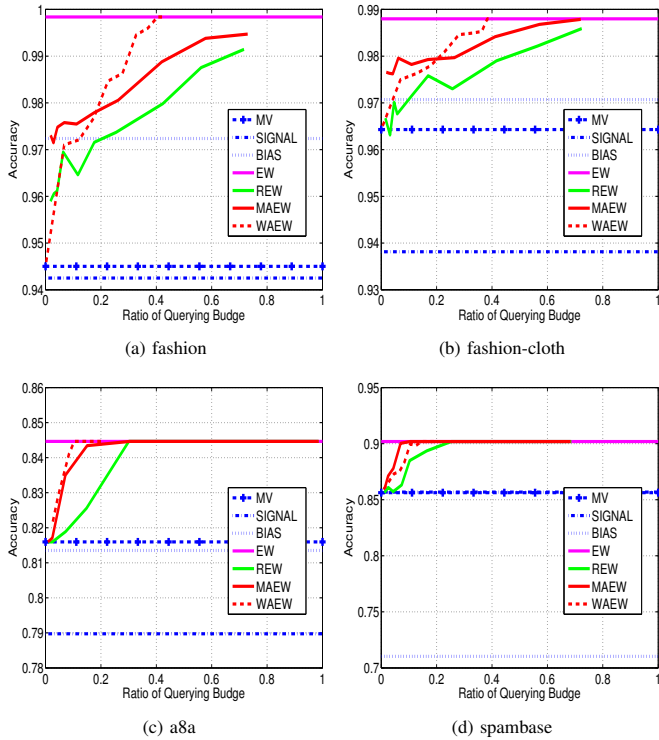 1
0.99
0.98
0.97
0.96
0.95
0.94
Accuracy
0 0.2 0.4 0.6 0.8 1
Ratio of Querying Budge
MV
SIGNAL
BIAS
EW
REW
MAEW
WAEW
(a) fashion
0.99
0.98
0.97
0.96
0.95
0.94
0.93
Accuracy
0 0.2 0.4 0.6 0.8 1
Ratio of Querying Budge
MV
SIGNAL
BIAS
EW
REW
MAEW
WAEW
(b) fashion-cloth
0.86
0.85
0.84
0.83
0.82
0.81
0.8
0.79
0.78
Accuracy
0 0.2 0.4 0.6 0.8 1
Ratio of Querying Budge
MV
SIGNAL
BIAS
EW
REW
MAEW
WAEW
(c) a8a
0.95
0.9
0.85
0.8
0.75
0.7
Accuracy
0 0.2 0.4 0.6 0.8 1
Ratio of Querying Budge
MV
SIGNAL
BIAS
EW
REW
MAEW
WAEW
(d) spambase